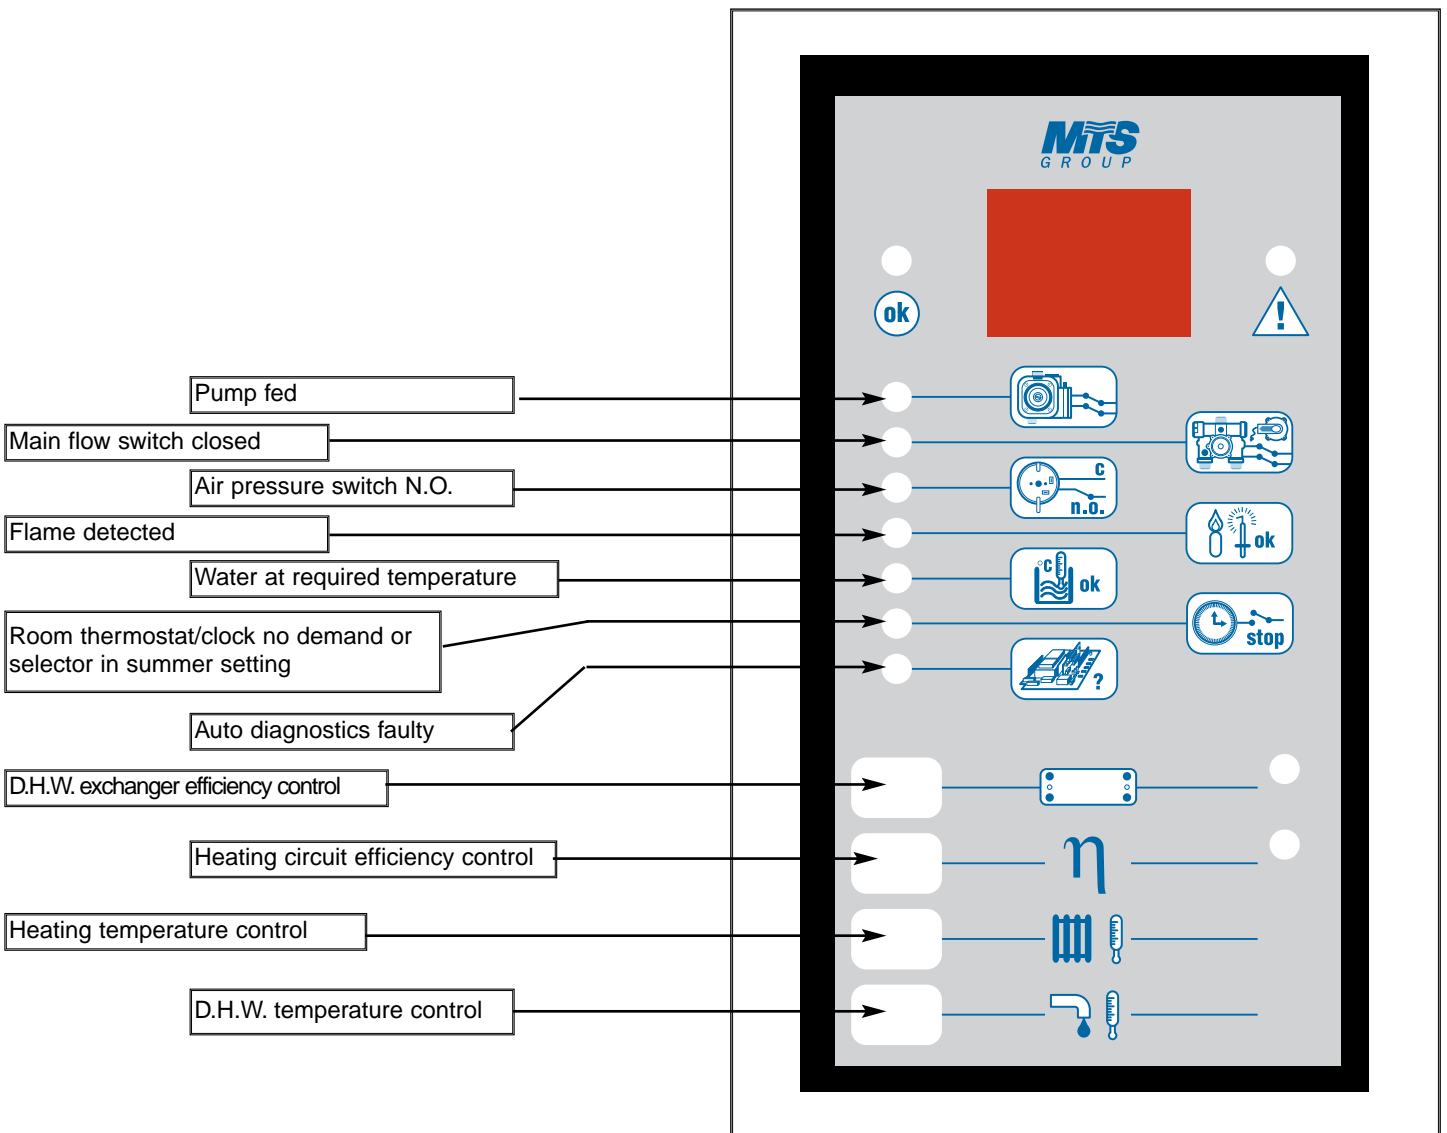 MTS
GROUP
ok
!
Pump fed
Main flow switch closed
Air pressure switch N.O.
C
n.o.
Flame detected
ok
Water at required temperature
°C
ok
Room thermostat/clock no demand or
selector in summer setting
stop
?
Auto diagnostics faulty
D.H.W. exchanger efficiency control
Heating circuit efficiency control
η
Heating temperature control
D.H.W. temperature control